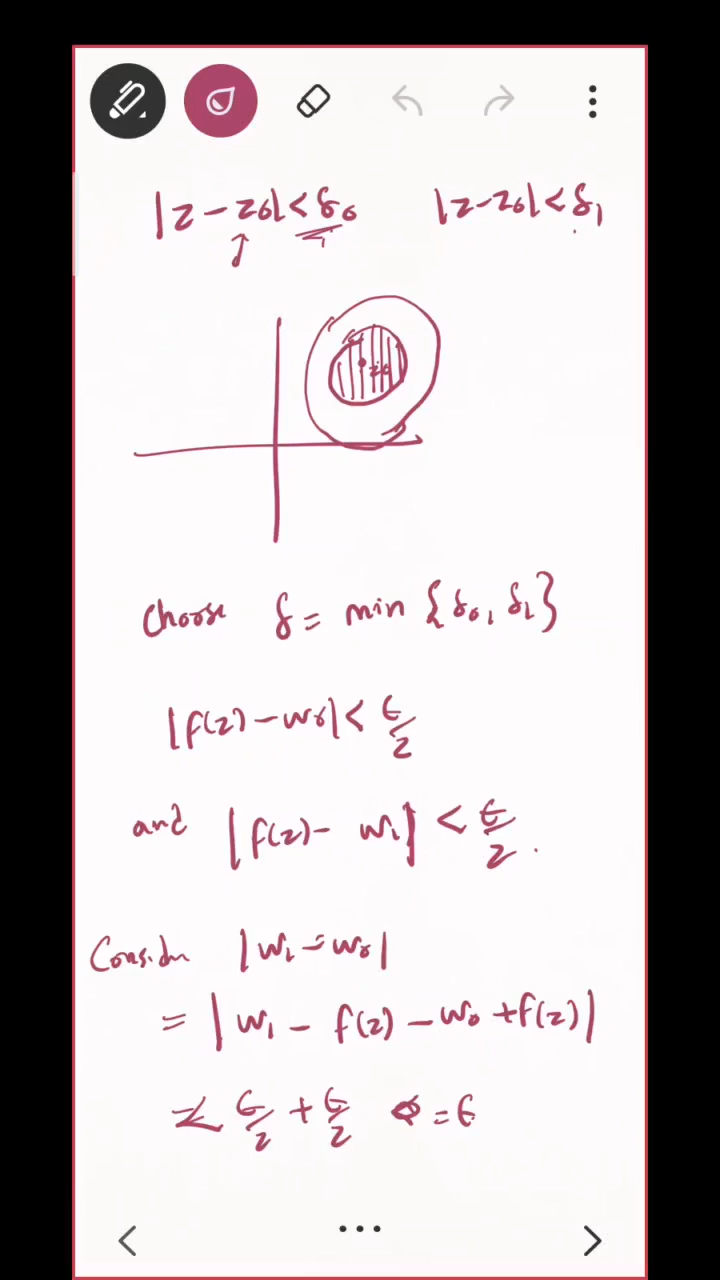 |z-z0|<δ0 |z-z0|<δ1
z0
Choose δ = min {δ0, δ1}
|f(z)-w0|< ε/2
and |f(z)- w1| < ε/2.
Consider |w1-w0|
= |w1 - f(z) - w0 +f(z)|
< ε/2 + ε/2 = ε